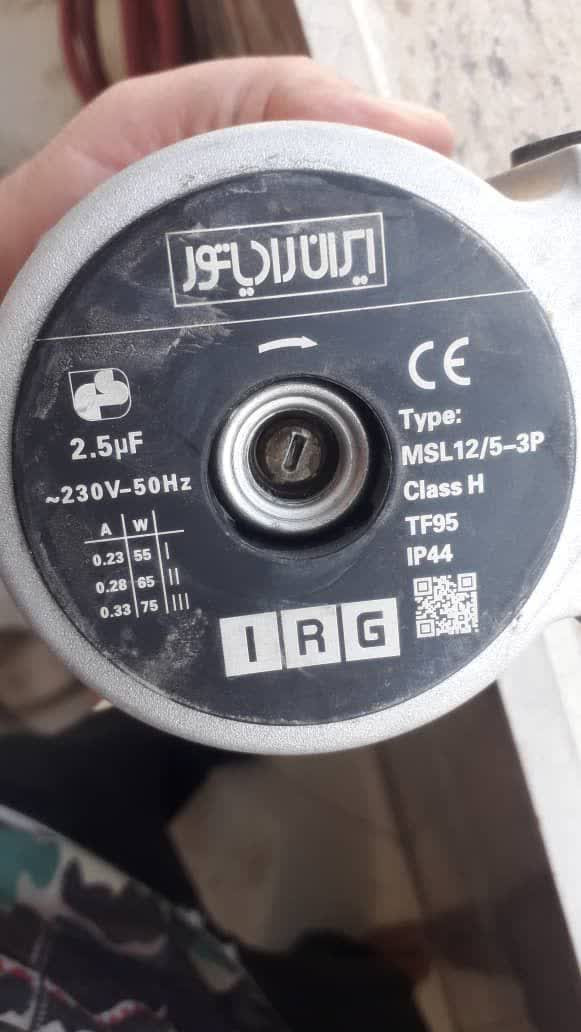 ایران رادیاتور
CE
2.5µF
~230V-50Hz
A W
0.23 55 I
0.28 65 II
0.33 75 III
Type:
MSL12/5-3P
Class H
TF95
IP44
IRG